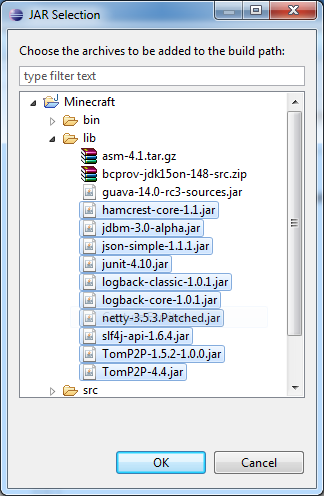 JAR Selection
Choose the archives to be added to the build path:
type filter text
Minecraft
bin
lib
asm-4.1.tar.gz
bcprov-jdk15on-148-src.zip
guava-14.0-rc3-sources.jar
hamcrest-core-1.1.jar
jdbm-3.0-alpha.jar
json-simple-1.1.1.jar
junit-4.10.jar
logback-classic-1.0.1.jar
logback-core-1.0.1.jar
netty-3.5.3.Patched.jar
slf4j-api-1.6.4.jar
TomP2P-1.5.2-1.0.0.jar
TomP2P-4.4.jar
src
OK Cancel